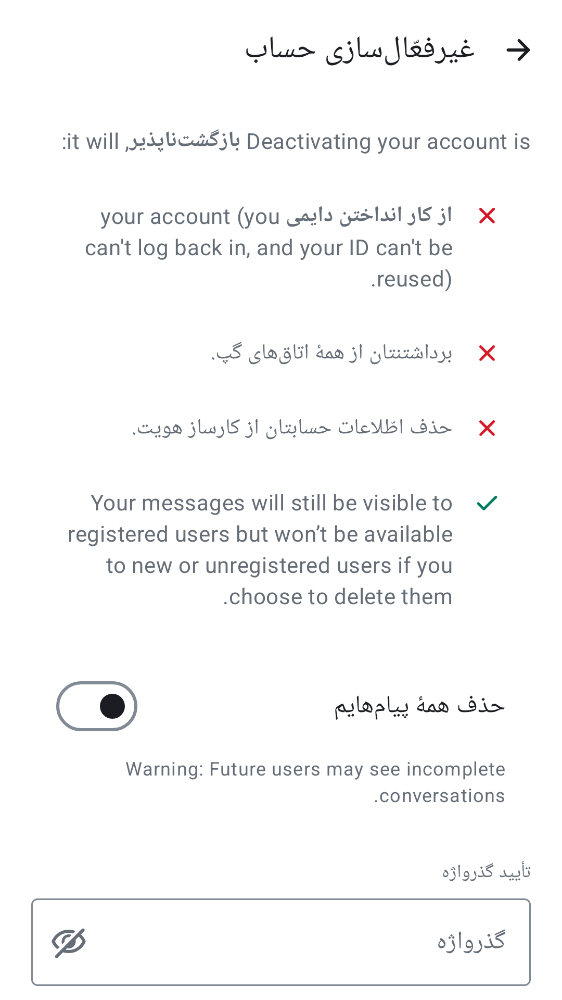 غیرفعّال‌سازی حساب
Deactivating your account is بازگشت‌ناپذیر, it will:
از کار انداختن دایمی your account (you
can't log back in, and your ID can't be
reused).
برداشتنتان از همهٔ اتاق‌های گپ.
حذف اطّلاعات حسابتان از کارساز هویت.
Your messages will still be visible to
registered users but won’t be available
to new or unregistered users if you
choose to delete them.
حذف همهٔ پیام‌هایم
Warning: Future users may see incomplete
conversations.
تأیید گذرواژه
گذرواژه